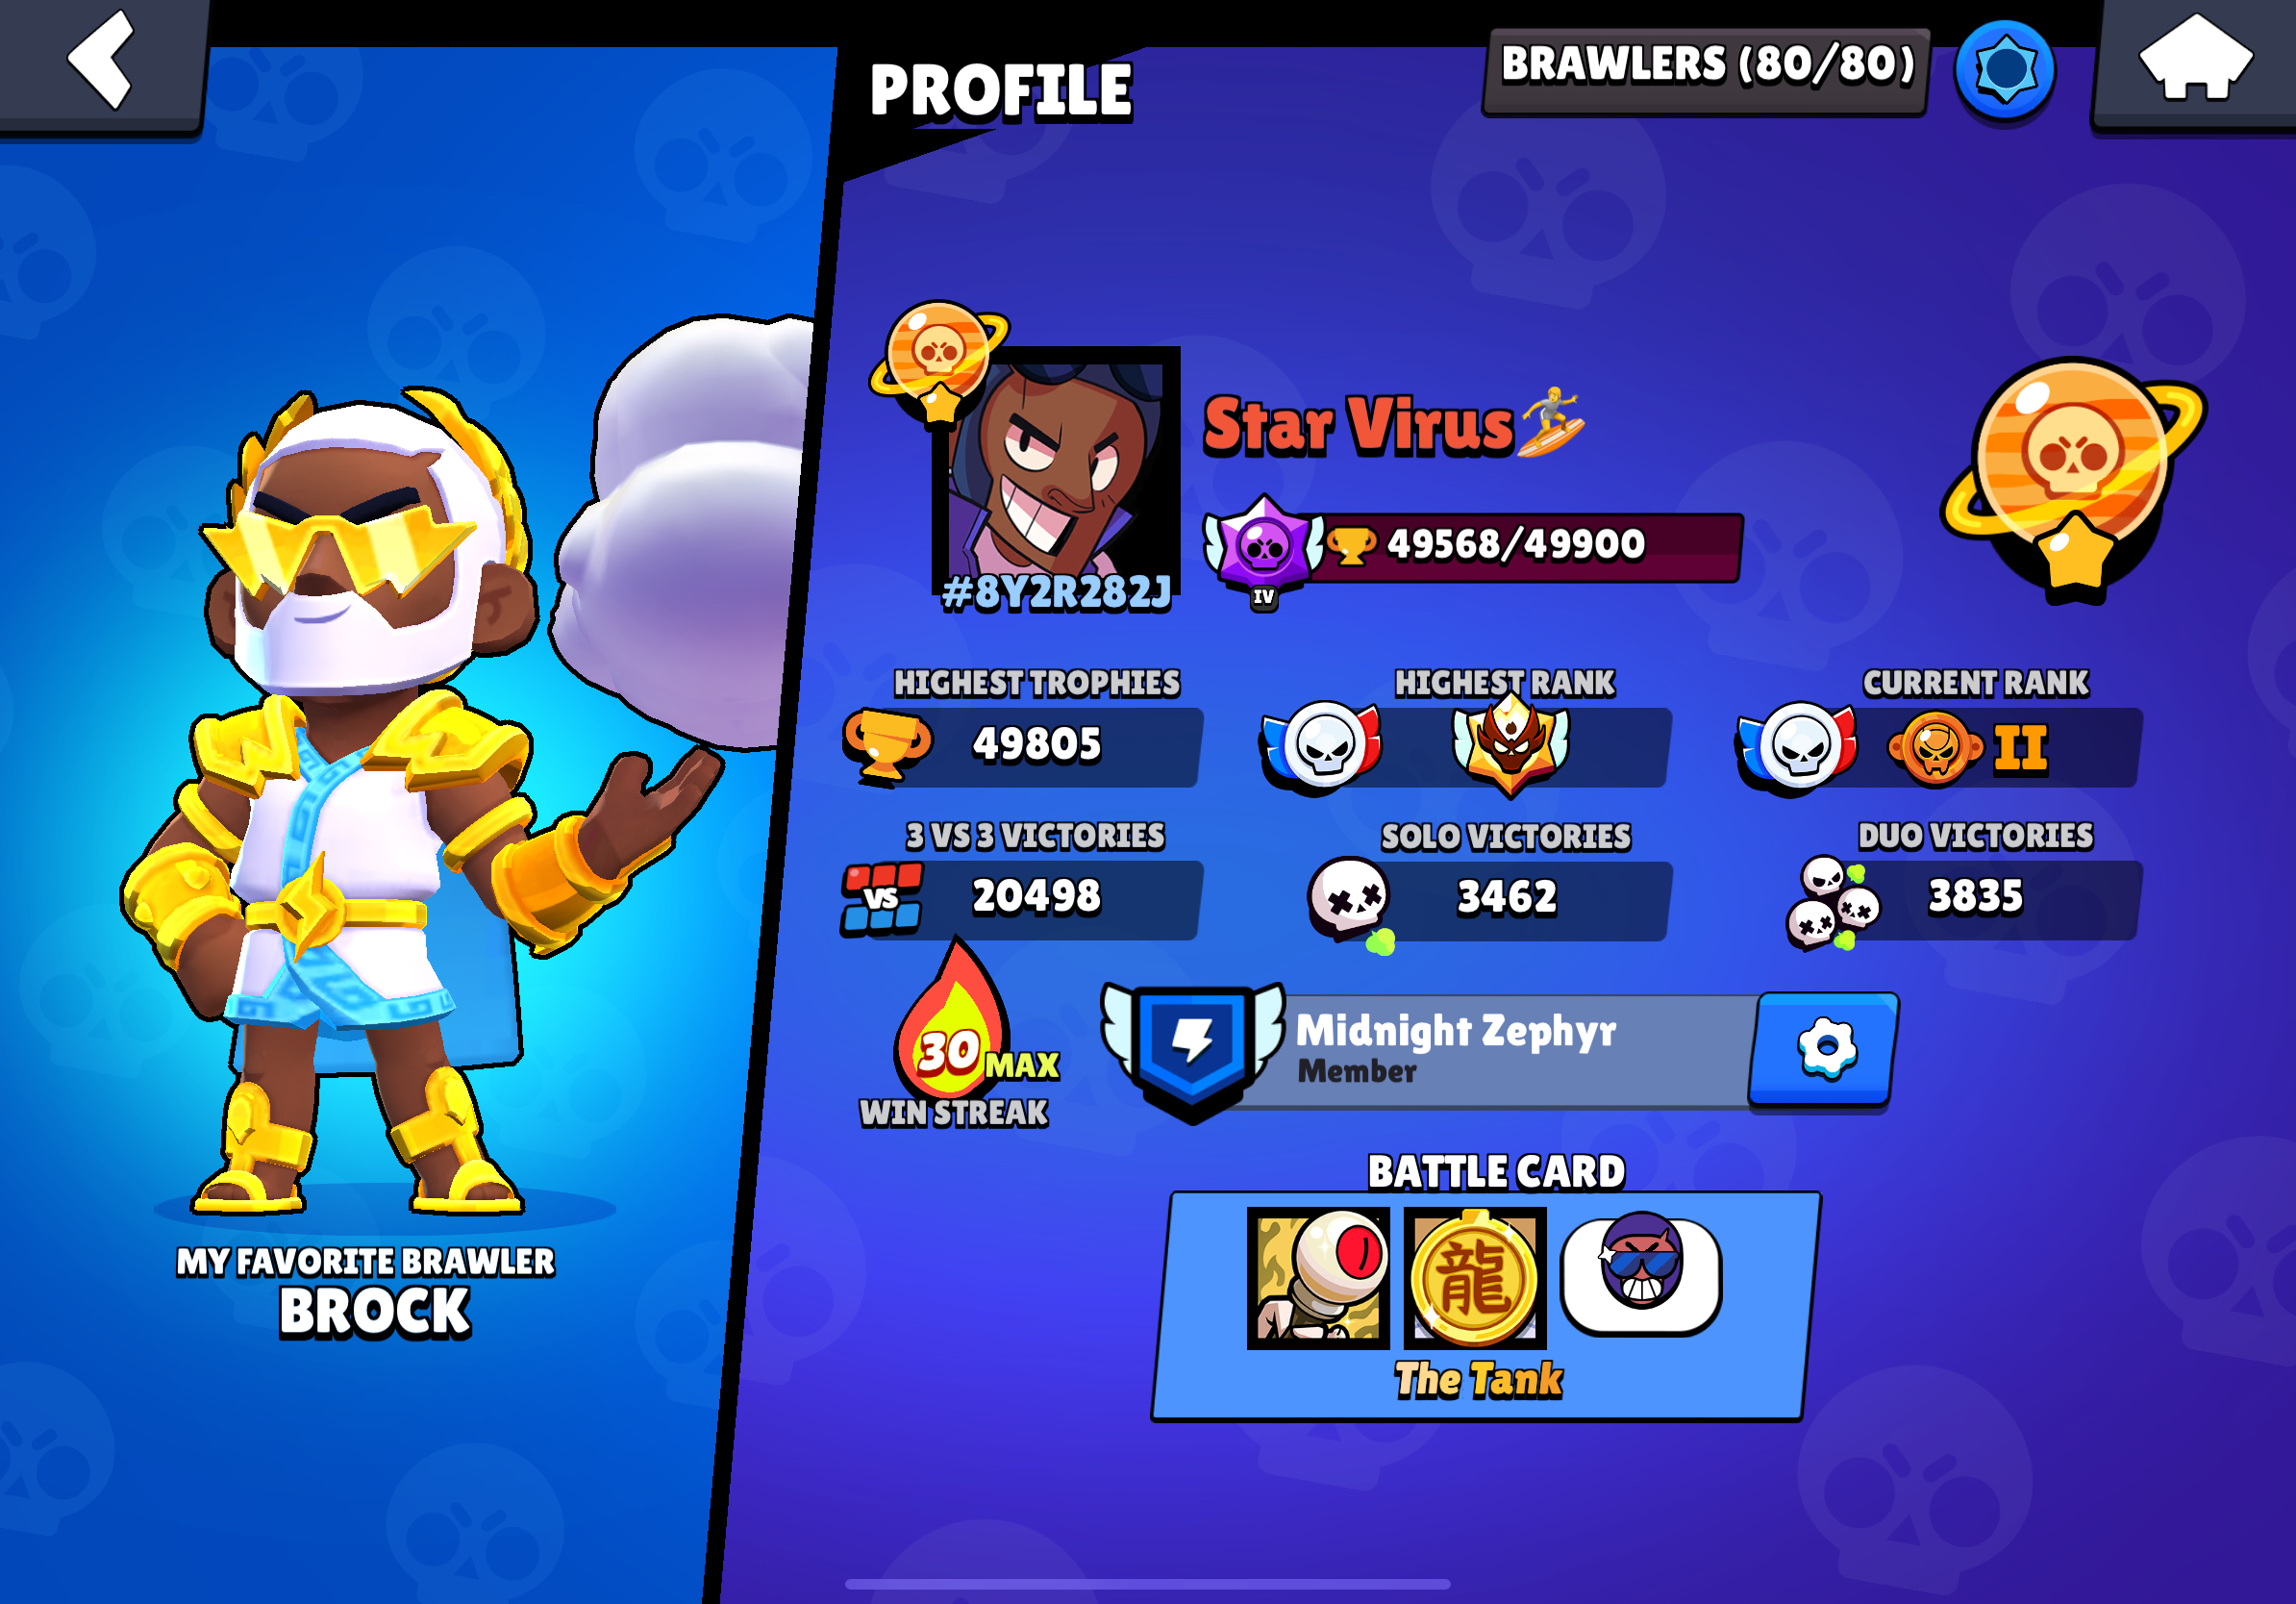 PROFILE
BRAWLERS (80/80)
Star Virus🏄
#8Y2R282J
49568/49900
IV
HIGHEST TROPHIES
49805
HIGHEST RANK
CURRENT RANK
II
3 VS 3 VICTORIES
VS
20498
SOLO VICTORIES
3462
DUO VICTORIES
3835
30 MAX
WIN STREAK
Midnight Zephyr
Member
BATTLE CARD
龍
The Tank
MY FAVORITE BRAWLER
BROCK